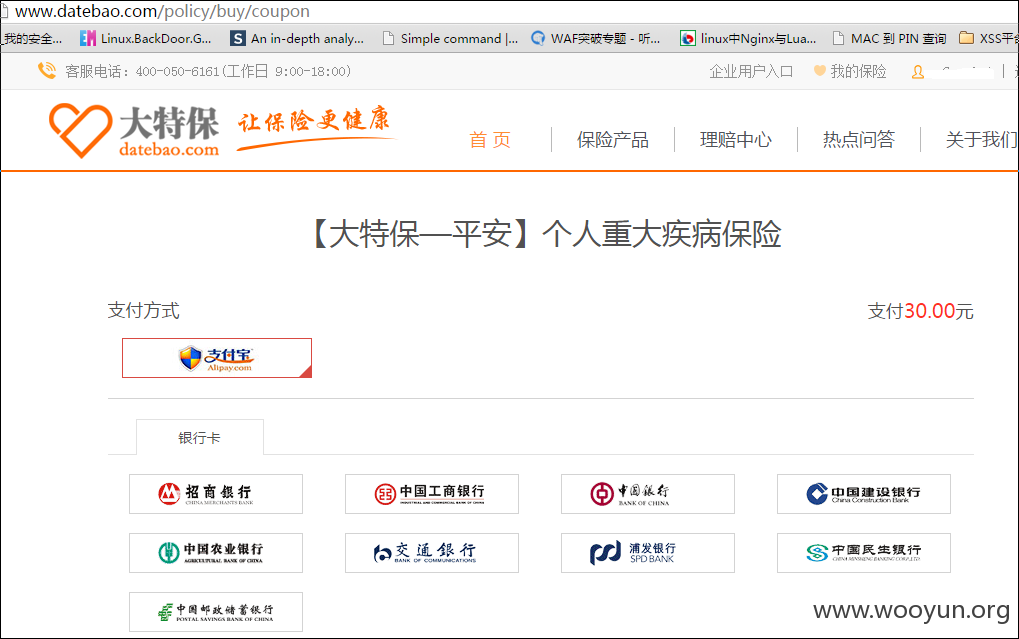 www.datebao.com/policy/buy/coupon
我的安全... Linux.BackDoor.G... An in-depth analy... Simple command |... WAF突破专题 - 听... linux中Nginx与Lua... MAC 到 PIN 查询 XSS平台
客服电话：400-050-6161(工作日 9:00-18:00) 企业用户入口 我的保险
大特保
datebao.com
让保险更健康
首页 保险产品 理赔中心 热点问答 关于我们
【大特保—平安】个人重大疾病保险
支付方式 支付30.00元
支付宝
Alipay.com
银行卡
招商银行
CHINA MERCHANTS BANK
中国工商银行
INDUSTRIAL AND COMMERCIAL BANK OF CHINA
中国银行
BANK OF CHINA
中国建设银行
China Construction Bank
中国农业银行
AGRICULTURAL BANK OF CHINA
交通银行
BANK OF COMMUNICATIONS
浦发银行
SPD BANK
中国民生银行
CHINA MINSHENG BANKING CORP.,LTD
中国邮政储蓄银行
POSTAL SAVINGS BANK OF CHINA
www.wooyun.org